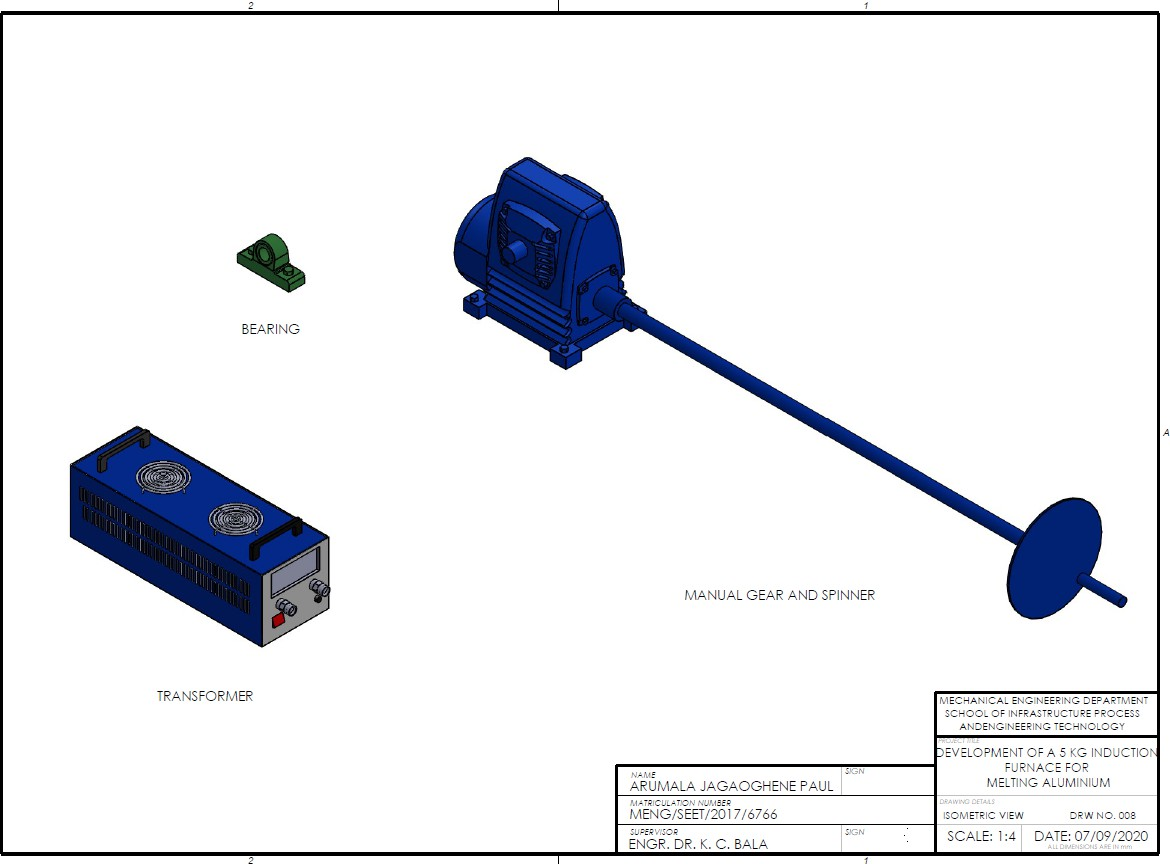 2
1
BEARING
A
MANUAL GEAR AND SPINNER
TRANSFORMER
MECHANICAL ENGINEERING DEPARTMENT
SCHOOL OF INFRASTRUCTURE PROCESS
ANDENGINEERING TECHNOLOGY
PROJECT TITLE
DEVELOPMENT OF A 5 KG INDUCTION
FURNACE FOR
MELTING ALUMINIUM
NAME
SIGN
ARUMALA JAGAOGHENE PAUL
MATRICULATION NUMBER
MENG/SEET/2017/6766
SUPERVISOR
SIGN
ENGR. DR. K. C. BALA
DRAWING DETAILS
ISOMETRIC VIEW DRW NO. 008
SCALE: 1:4 DATE: 07/09/2020
ALL DIMENSIONS ARE IN mm
2
1